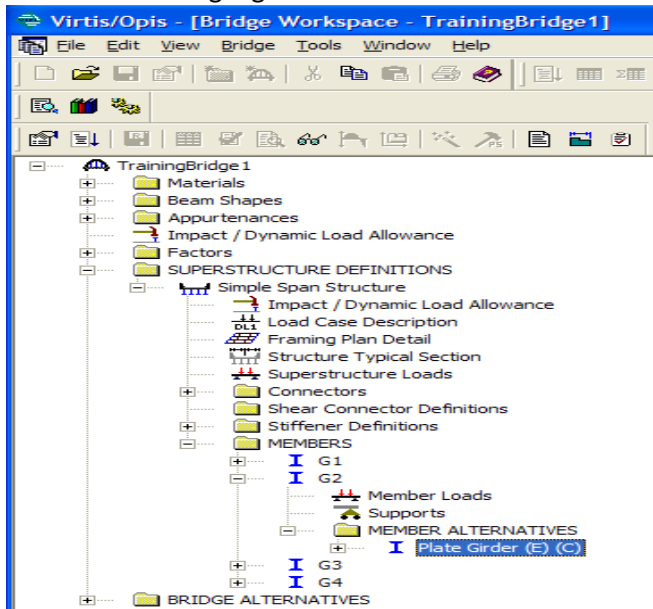 Virtis/Opis - [Bridge Workspace - TrainingBridge1]
File Edit View Bridge Tools Window Help
TrainingBridge1
Materials
Beam Shapes
Appurtenances
Impact / Dynamic Load Allowance
Factors
SUPERSTRUCTURE DEFINITIONS
Simple Span Structure
Impact / Dynamic Load Allowance
DL1 Load Case Description
Framing Plan Detail
Structure Typical Section
Superstructure Loads
Connectors
Shear Connector Definitions
Stiffener Definitions
MEMBERS
G1
G2
Member Loads
Supports
MEMBER ALTERNATIVES
Plate Girder (E) (C)
G3
G4
BRIDGE ALTERNATIVES